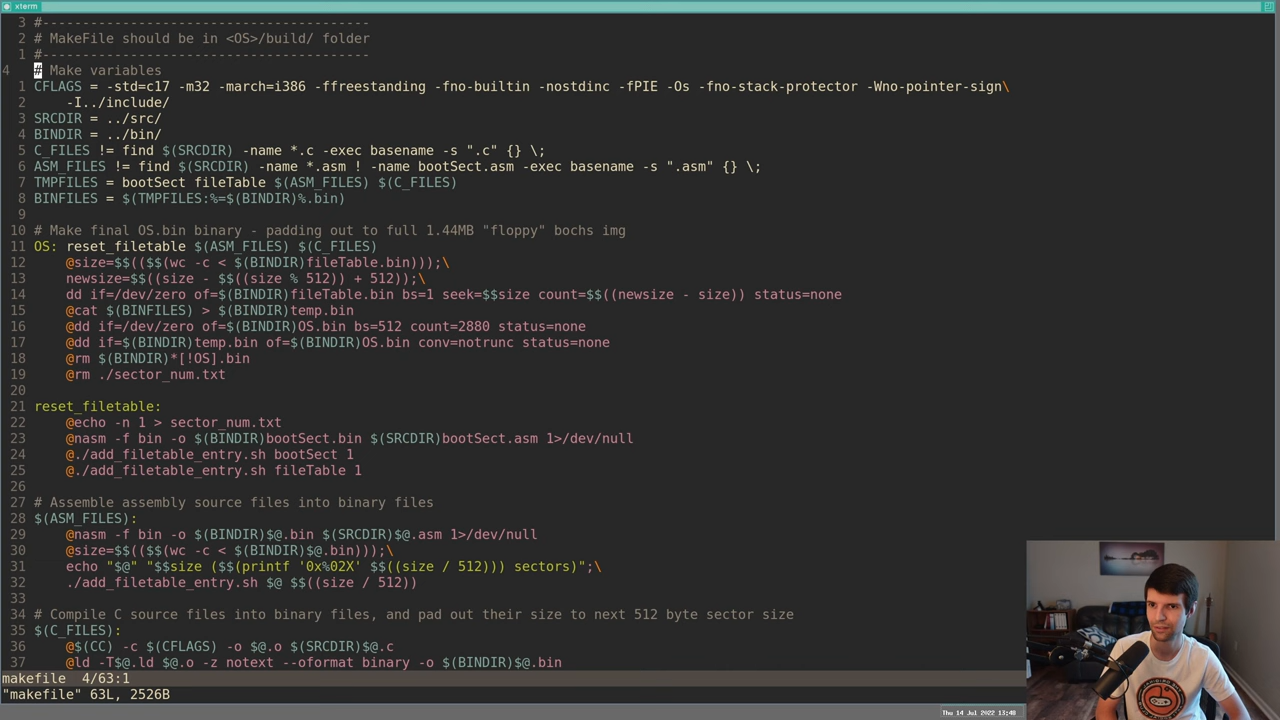 xterm
3 #-----------------------------------------
2 # MakeFile should be in <OS>/build/ folder
1 #-----------------------------------------
4 # Make variables
1 CFLAGS = -std=c17 -m32 -march=i386 -ffreestanding -fno-builtin -nostdinc -fPIE -Os -fno-stack-protector -Wno-pointer-sign\
2     -I../include/
3 SRCDIR = ../src/
4 BINDIR = ../bin/
5 C_FILES != find $(SRCDIR) -name *.c -exec basename -s ".c" {} \;
6 ASM_FILES != find $(SRCDIR) -name *.asm ! -name bootSect.asm -exec basename -s ".asm" {} \;
7 TMPFILES = bootSect fileTable $(ASM_FILES) $(C_FILES)
8 BINFILES = $(TMPFILES:%=$(BINDIR)%.bin)
9
10 # Make final OS.bin binary - padding out to full 1.44MB "floppy" bochs img
11 OS: reset_filetable $(ASM_FILES) $(C_FILES)
12     @size=$$(($$(wc -c < $(BINDIR)fileTable.bin)));\
13     newsize=$$((size - $$((size % 512)) + 512));\
14     dd if=/dev/zero of=$(BINDIR)fileTable.bin bs=1 seek=$$size count=$$((newsize - size)) status=none
15     @cat $(BINFILES) > $(BINDIR)temp.bin
16     @dd if=/dev/zero of=$(BINDIR)OS.bin bs=512 count=2880 status=none
17     @dd if=$(BINDIR)temp.bin of=$(BINDIR)OS.bin conv=notrunc status=none
18     @rm $(BINDIR)*[!OS].bin
19     @rm ./sector_num.txt
20
21 reset_filetable:
22     @echo -n 1 > sector_num.txt
23     @nasm -f bin -o $(BINDIR)bootSect.bin $(SRCDIR)bootSect.asm 1>/dev/null
24     @./add_filetable_entry.sh bootSect 1
25     @./add_filetable_entry.sh fileTable 1
26
27 # Assemble assembly source files into binary files
28 $(ASM_FILES):
29     @nasm -f bin -o $(BINDIR)$@.bin $(SRCDIR)$@.asm 1>/dev/null
30     @size=$$(($$(wc -c < $(BINDIR)$@.bin)));\
31     echo "$@" "$$size ($$(printf '0x%02X' $$((size / 512))) sectors)";\
32     ./add_filetable_entry.sh $@ $$((size / 512))
33
34 # Compile C source files into binary files, and pad out their size to next 512 byte sector size
35 $(C_FILES):
36     @$(CC) -c $(CFLAGS) -o $@.o $(SRCDIR)$@.c
37     @ld -T$@.ld $@.o -z notext --oformat binary -o $(BINDIR)$@.bin
makefile  4/63:1
"makefile" 63L, 2526B
Thu 14 Jul 2022 13:48